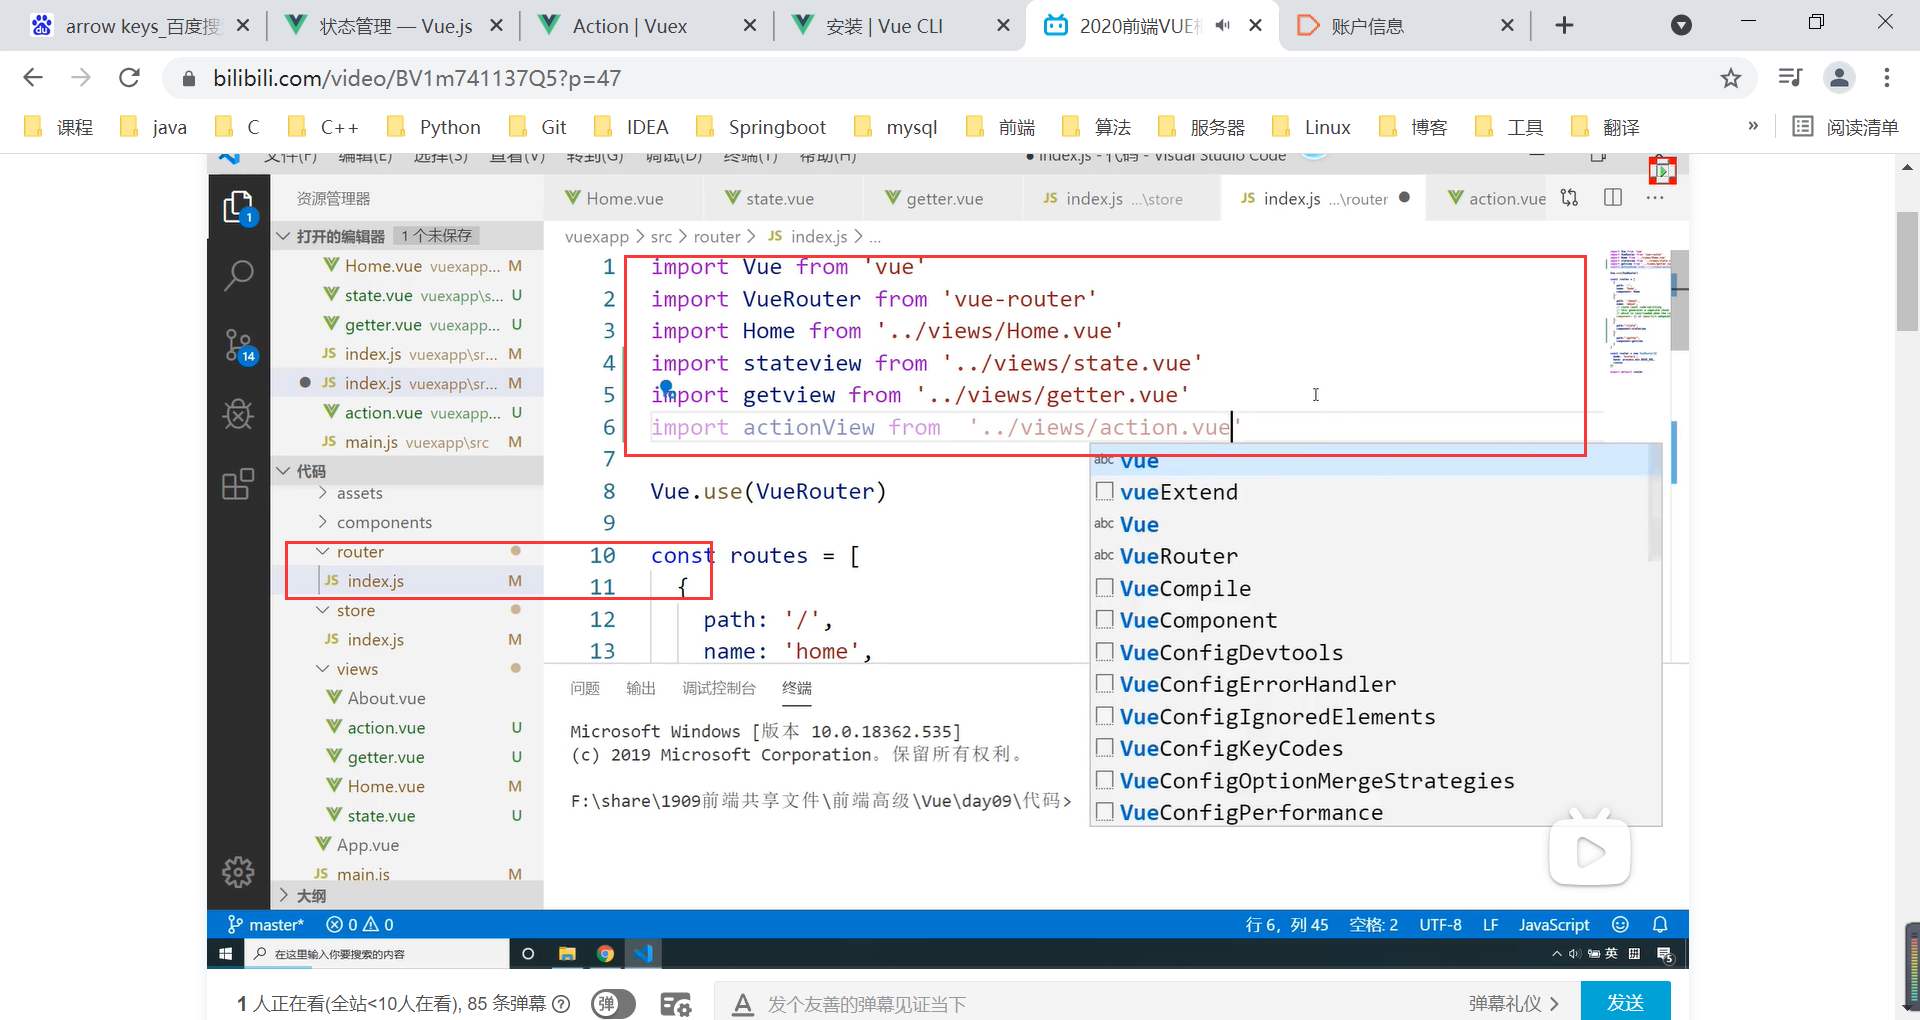 arrow keys_百度搜
状态管理 — Vue.js
Action | Vuex
安装 | Vue CLI
2020前端VUE
账户信息
bilibili.com/video/BV1m741137Q5?p=47
课程 java C C++ Python Git IDEA Springboot mysql 前端 算法 服务器 Linux 博客 工具 翻译 » 阅读清单
文件(F) 编辑(E) 选择(S) 查看(V) 转到(G) 调试(D) 终端(T) 帮助(H)
● index.js - 代码 - Visual Studio Code
资源管理器
Home.vue state.vue getter.vue JS index.js ...\store JS index.js ...\router ● action.vue
打开的编辑器 1 个未保存
vuexapp > src > router > JS index.js > ...
Home.vue vuexapp... M
state.vue vuexapp\s... U
getter.vue vuexapp... U
JS index.js vuexapp\sr... M
● JS index.js vuexapp\sr... M
action.vue vuexapp... U
JS main.js vuexapp\src M
1
14
代码
assets
components
router
JS index.js M
store
JS index.js M
views
About.vue
action.vue U
getter.vue U
Home.vue M
state.vue U
App.vue
JS main.js M
大纲
1 import Vue from 'vue'
2 import VueRouter from 'vue-router'
3 import Home from '../views/Home.vue'
4 import stateview from '../views/state.vue'
5 import getview from '../views/getter.vue'
6 import actionView from  '../views/action.vue'
7
8 Vue.use(VueRouter)
9
10 const routes = [
11 {
12 path: '/',
13 name: 'home',
abc vue
vueExtend
abc Vue
abc VueRouter
VueCompile
VueComponent
VueConfigDevtools
VueConfigErrorHandler
VueConfigIgnoredElements
VueConfigKeyCodes
VueConfigOptionMergeStrategies
VueConfigPerformance
问题 输出 调试控制台 终端
Microsoft Windows [版本 10.0.18362.535]
(c) 2019 Microsoft Corporation。保留所有权利。
F:\share\1909前端共享文件\前端高级\Vue\day09\代码>
master* 0 0 行 6，列 45 空格: 2 UTF-8 LF JavaScript
在这里输入你要搜索的内容 英 5
1 人正在看(全站<10人在看), 85 条弹幕 弹 A 发个友善的弹幕见证当下 弹幕礼仪 > 发送